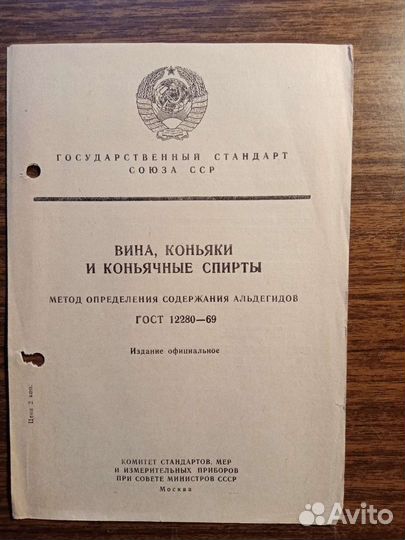 ГОСУДАРСТВЕННЫЙ СТАНДАРТ
СОЮЗА ССР
ВИНА, КОНЬЯКИ
И КОНЬЯЧНЫЕ СПИРТЫ
МЕТОД ОПРЕДЕЛЕНИЯ СОДЕРЖАНИЯ АЛЬДЕГИДОВ
ГОСТ 12280—69
Издание официальное
Цена 2 коп.
КОМИТЕТ СТАНДАРТОВ, МЕР
И ИЗМЕРИТЕЛЬНЫХ ПРИБОРОВ
ПРИ СОВЕТЕ МИНИСТРОВ СССР
Москва
Avito